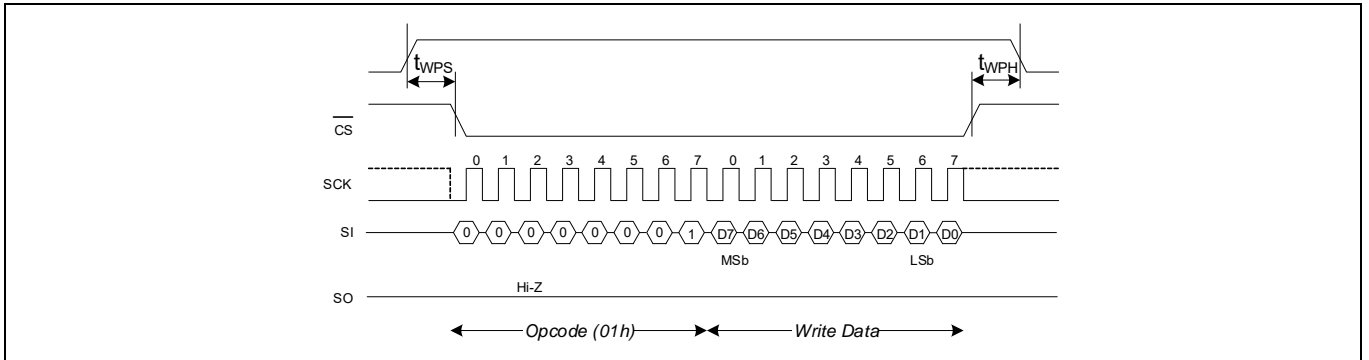 tWPS tWPH
CS
0 1 2 3 4 5 6 7 0 1 2 3 4 5 6 7
SCK
SI 0 0 0 0 0 0 0 1 D7 D6 D5 D4 D3 D2 D1 D0
MSb LSb
Hi-Z
SO
Opcode (01h) Write Data